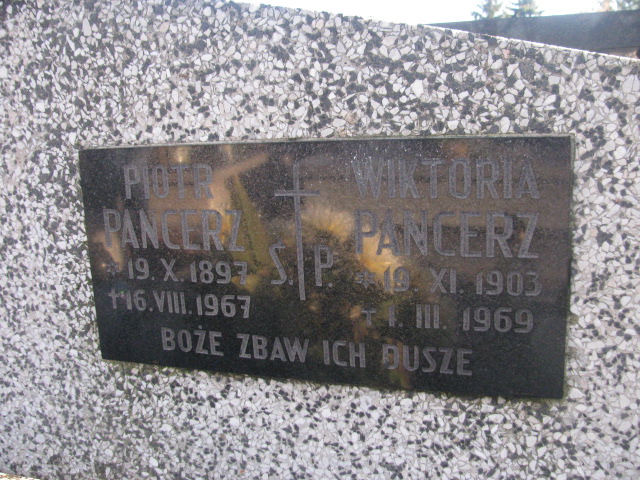 PIOTR
PANCERZ
* 19. X. 1897
† 16. VIII. 1967
Ś. P.
WIKTORIA
PANCERZ
* 19. XI. 1903
† 1. III. 1969
BOŻE ZBAW ICH DUSZE